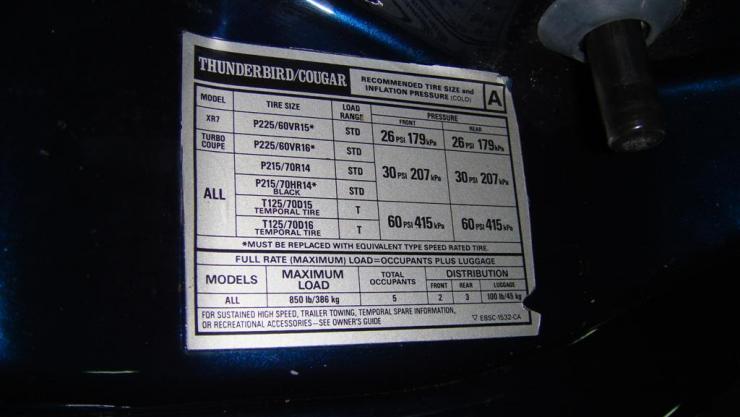 THUNDERBIRD/COUGAR
RECOMMENDED TIRE SIZE and
INFLATION PRESSURE (COLD)
A
MODEL TIRE SIZE LOAD RANGE PRESSURE
FRONT REAR
XR7 P225/60VR15* STD 26 PSI 179 kPa 26 PSI 179 kPa
TURBO COUPE P225/60VR16* STD
ALL P215/70R14 STD 30 PSI 207 kPa 30 PSI 207 kPa
P215/70HR14* BLACK STD
T125/70D15 TEMPORAL TIRE T 60 PSI 415 kPa 60 PSI 415 kPa
T125/70D16 TEMPORAL TIRE T
*MUST BE REPLACED WITH EQUIVALENT TYPE SPEED RATED TIRE.
FULL RATE (MAXIMUM) LOAD=OCCUPANTS PLUS LUGGAGE
MODELS MAXIMUM LOAD TOTAL OCCUPANTS DISTRIBUTION
FRONT REAR LUGGAGE
ALL 850 lb/386 kg 5 2 3 100 lb/45 kg
FOR SUSTAINED HIGH SPEED, TRAILER TOWING, TEMPORAL SPARE INFORMATION,
OR RECREATIONAL ACCESSORIES–SEE OWNER'S GUIDE
▽ E8SC-1532-CA